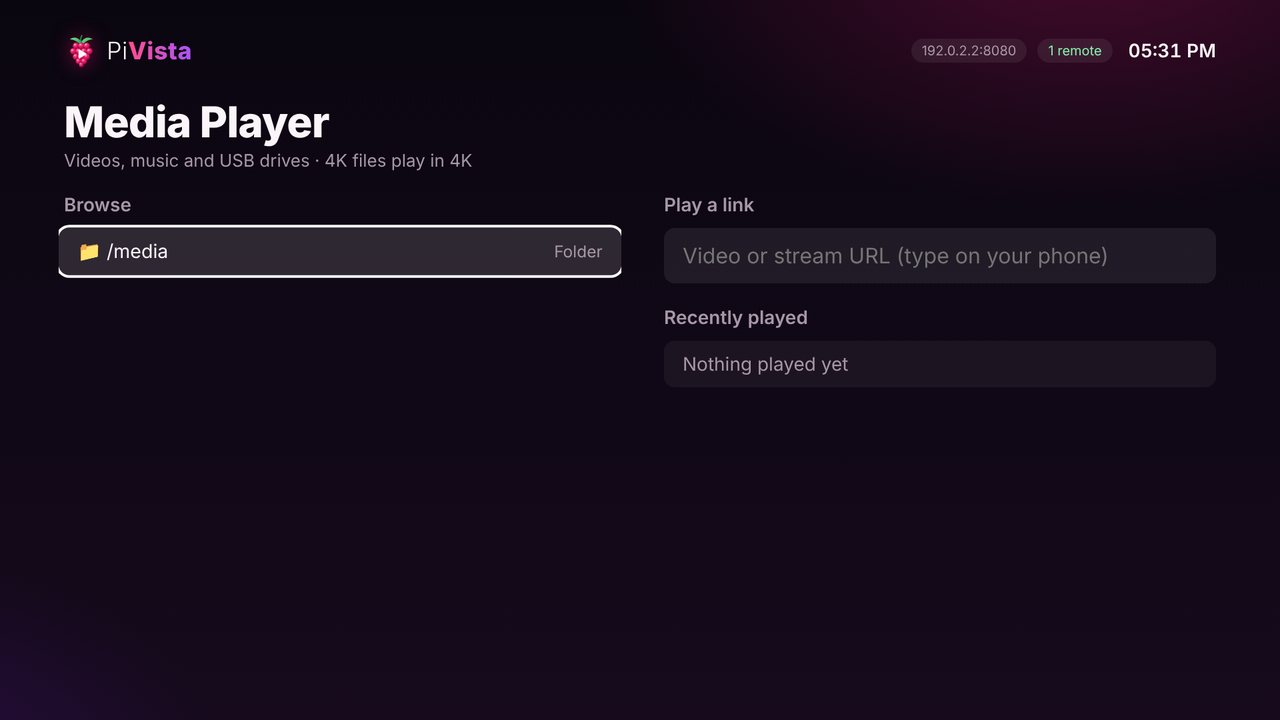 PiVista
192.0.2.2:8080
1 remote
05:31 PM
Media Player
Videos, music and USB drives · 4K files play in 4K
Browse
/media
Folder
Play a link
Video or stream URL (type on your phone)
Recently played
Nothing played yet